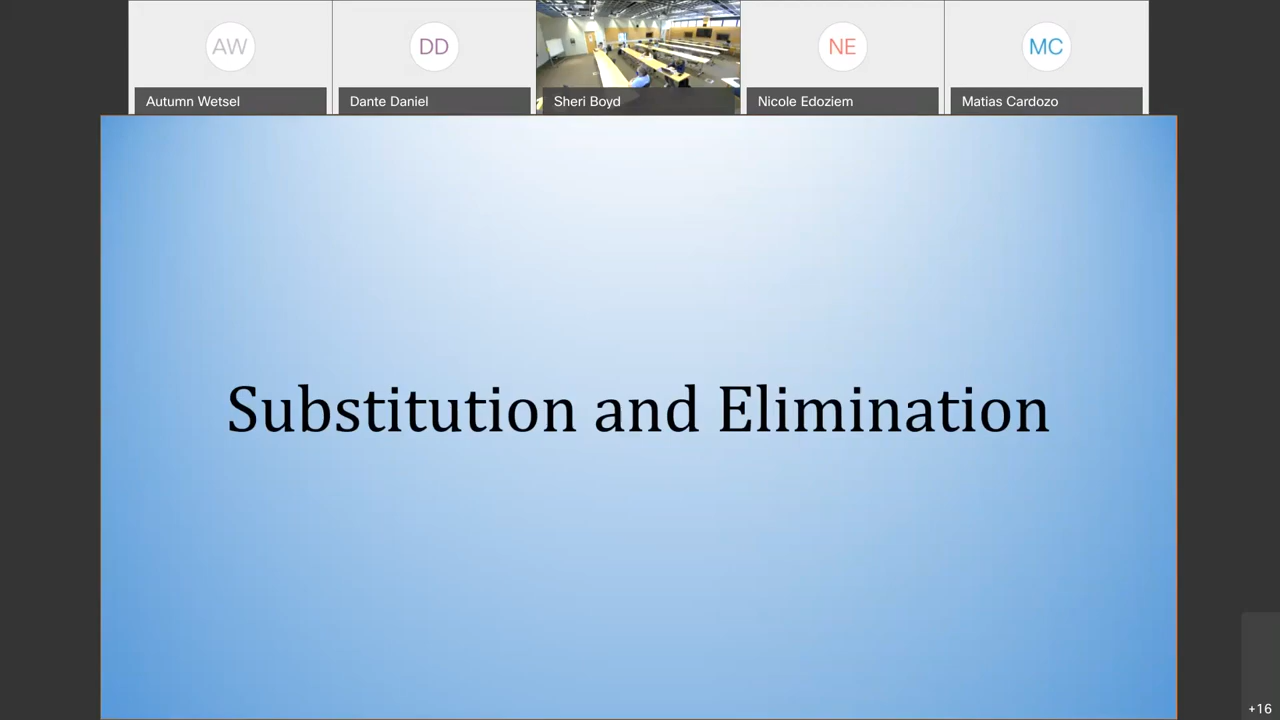 AW
DD
NE
MC
Autumn Wetsel
Dante Daniel
Sheri Boyd
Nicole Edoziem
Matias Cardozo
Substitution and Elimination
+16